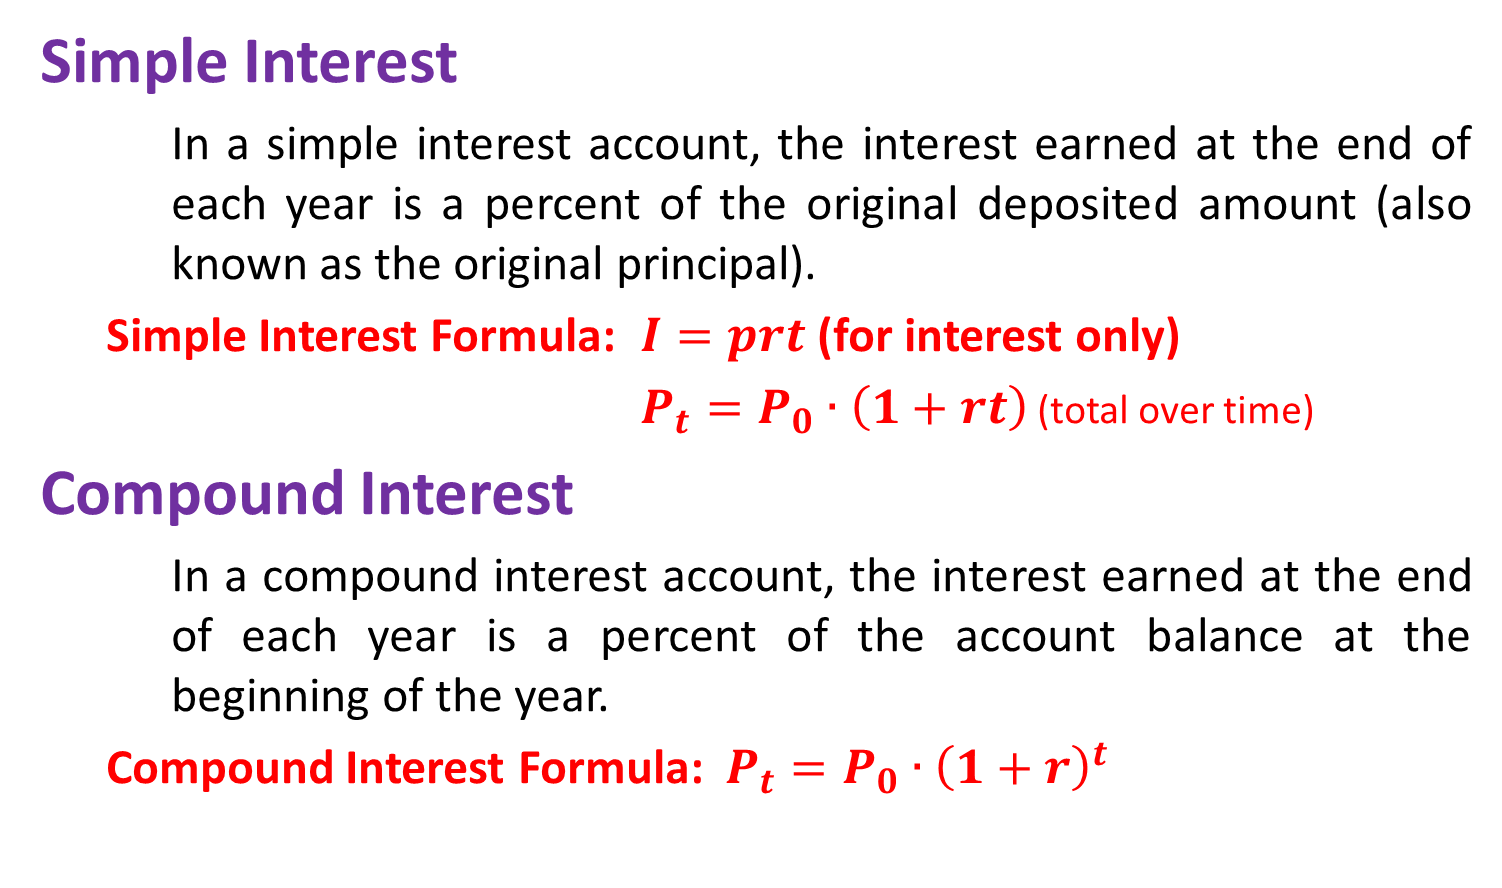 Simple Interest
In a simple interest account, the interest earned at the end of
each year is a percent of the original deposited amount (also
known as the original principal).
Simple Interest Formula: I = prt (for interest only)
P_t = P_0 · (1 + rt) (total over time)
Compound Interest
In a compound interest account, the interest earned at the end
of each year is a percent of the account balance at the
beginning of the year.
Compound Interest Formula: P_t = P_0 · (1 + r)^t